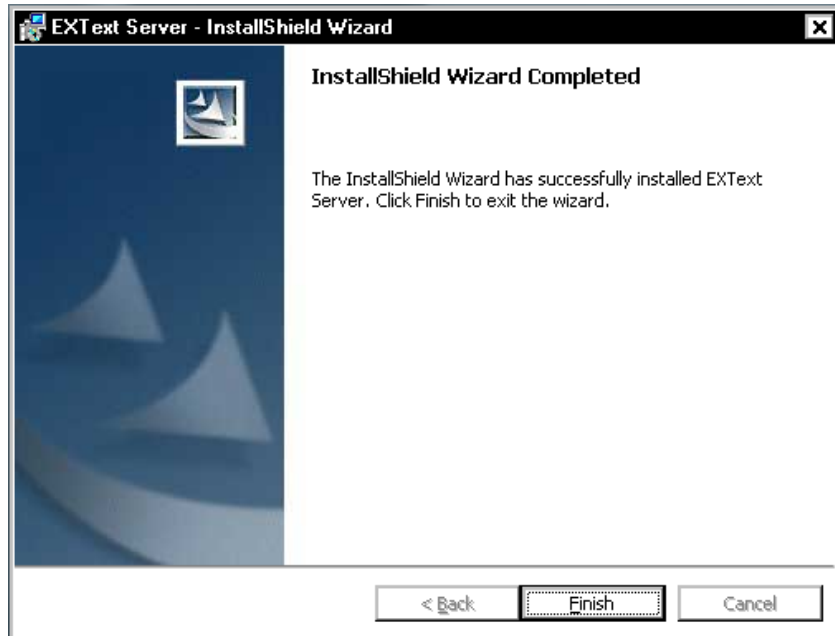 EXText Server - InstallShield Wizard
InstallShield Wizard Completed
The InstallShield Wizard has successfully installed EXText
Server. Click Finish to exit the wizard.
< Back
Finish
Cancel